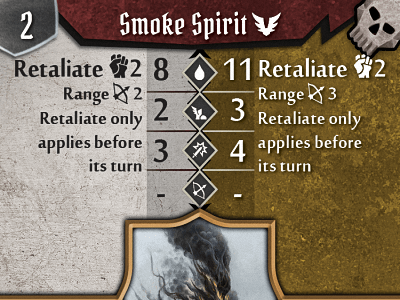 2
Smoke Spirit
Retaliate 2 8 11 Retaliate 2
Range 2 2 3 Range 3
Retaliate only Retaliate only
applies before 3 4 applies before
its turn its turn
- -